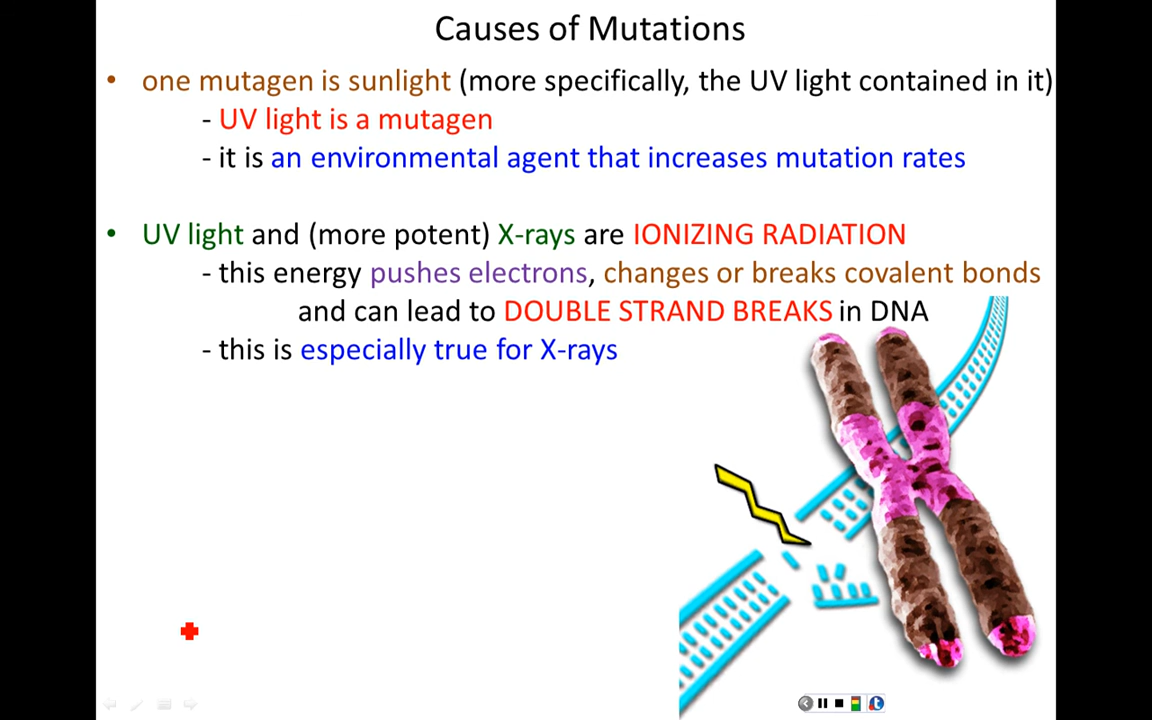 Causes of Mutations
• one mutagen is sunlight (more specifically, the UV light contained in it)
- UV light is a mutagen
- it is an environmental agent that increases mutation rates
• UV light and (more potent) X-rays are IONIZING RADIATION
- this energy pushes electrons, changes or breaks covalent bonds
and can lead to DOUBLE STRAND BREAKS in DNA
- this is especially true for X-rays